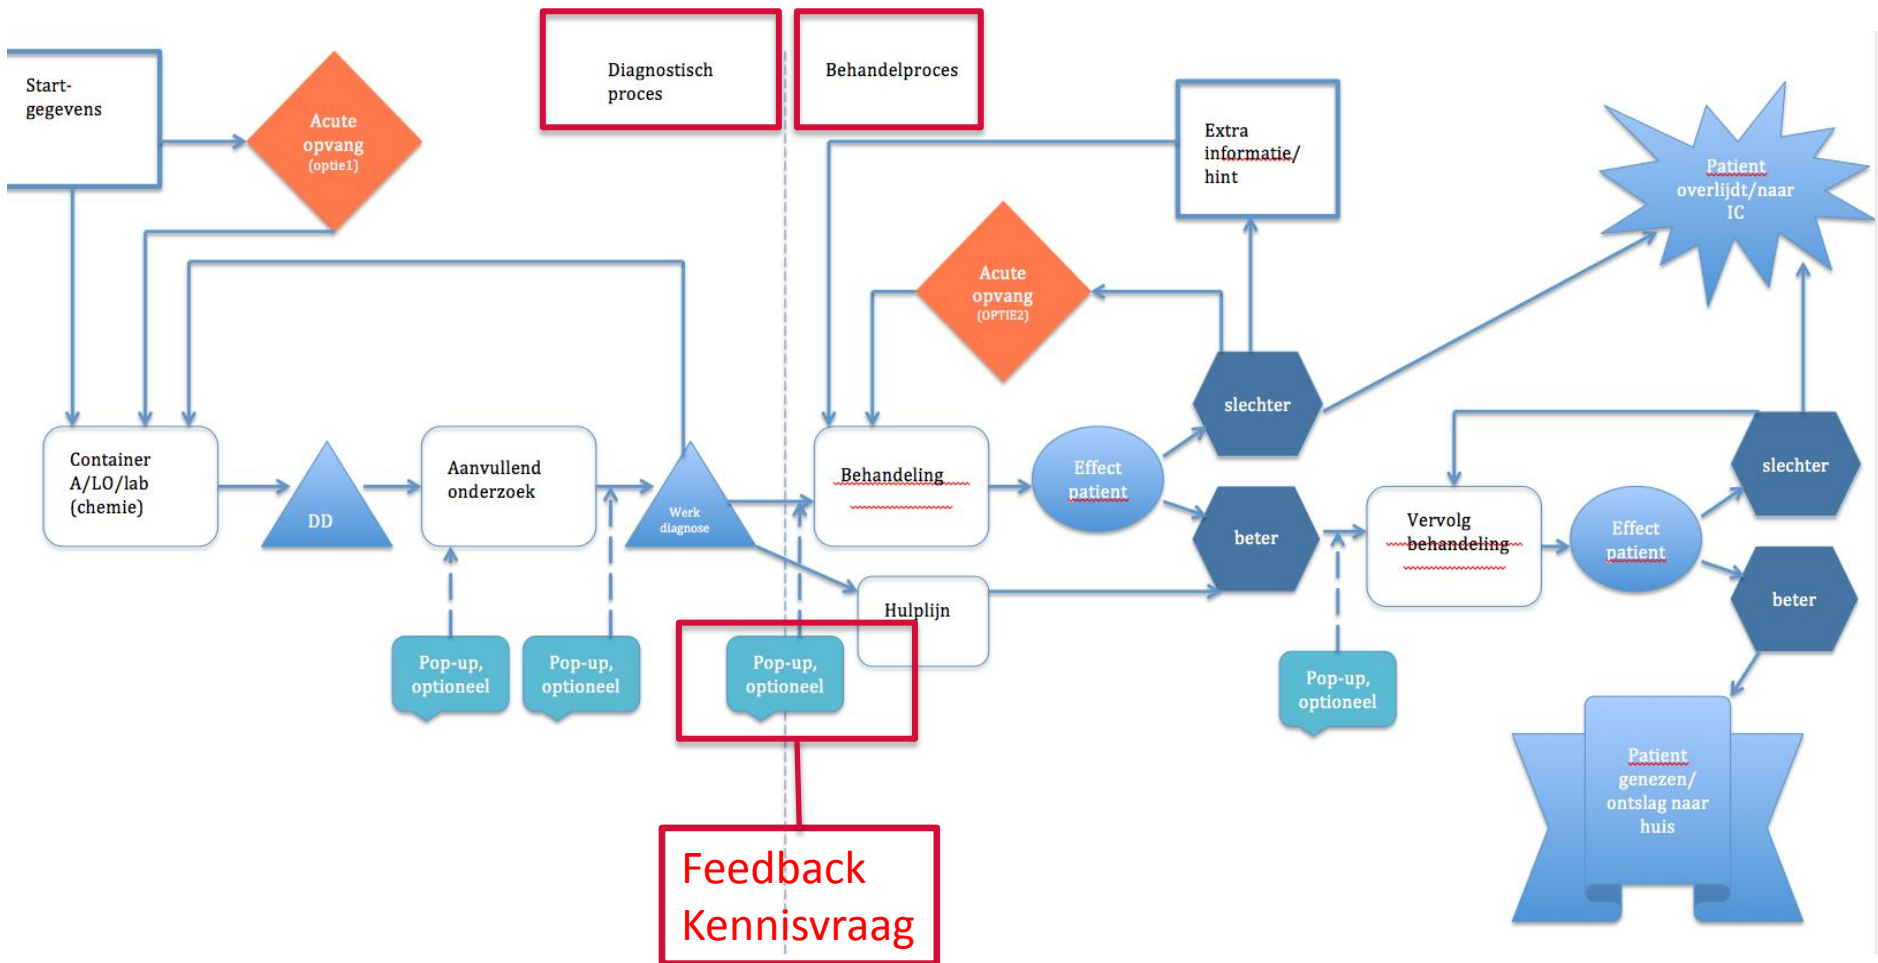 Start-
gegevens
Acute
opvang
(optie1)
Diagnostisch
proces
Behandelproces
Extra
informatie/
hint
Patient
overlijdt/naar
IC
Acute
opvang
(OPTIE2)
slechter
Container
A/LO/lab
(chemie)
DD
Aanvullend
onderzoek
Werk
diagnose
Behandeling
Effect
patient
beter
Hulplijn
Vervolg
behandeling
Effect
patient
slechter
beter
Pop-up,
optioneel
Pop-up,
optioneel
Pop-up,
optioneel
Pop-up,
optioneel
Patient
genezen/
ontslag naar
huis
Feedback
Kennisvraag